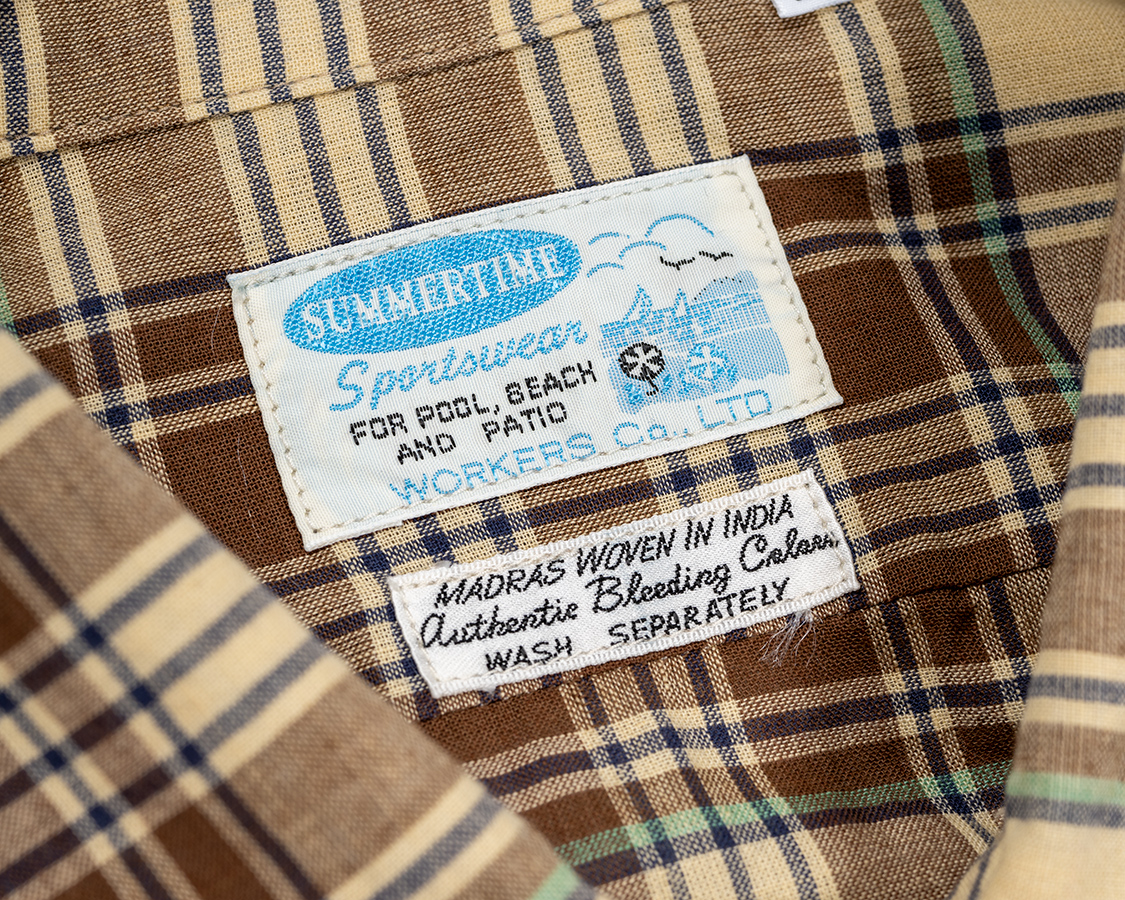 SUMMERTIME
Sportswear
FOR POOL, BEACH
AND PATIO
WORKERS Co., LTD
MADRAS WOVEN IN INDIA
Authentic Bleeding Colors
WASH SEPARATELY